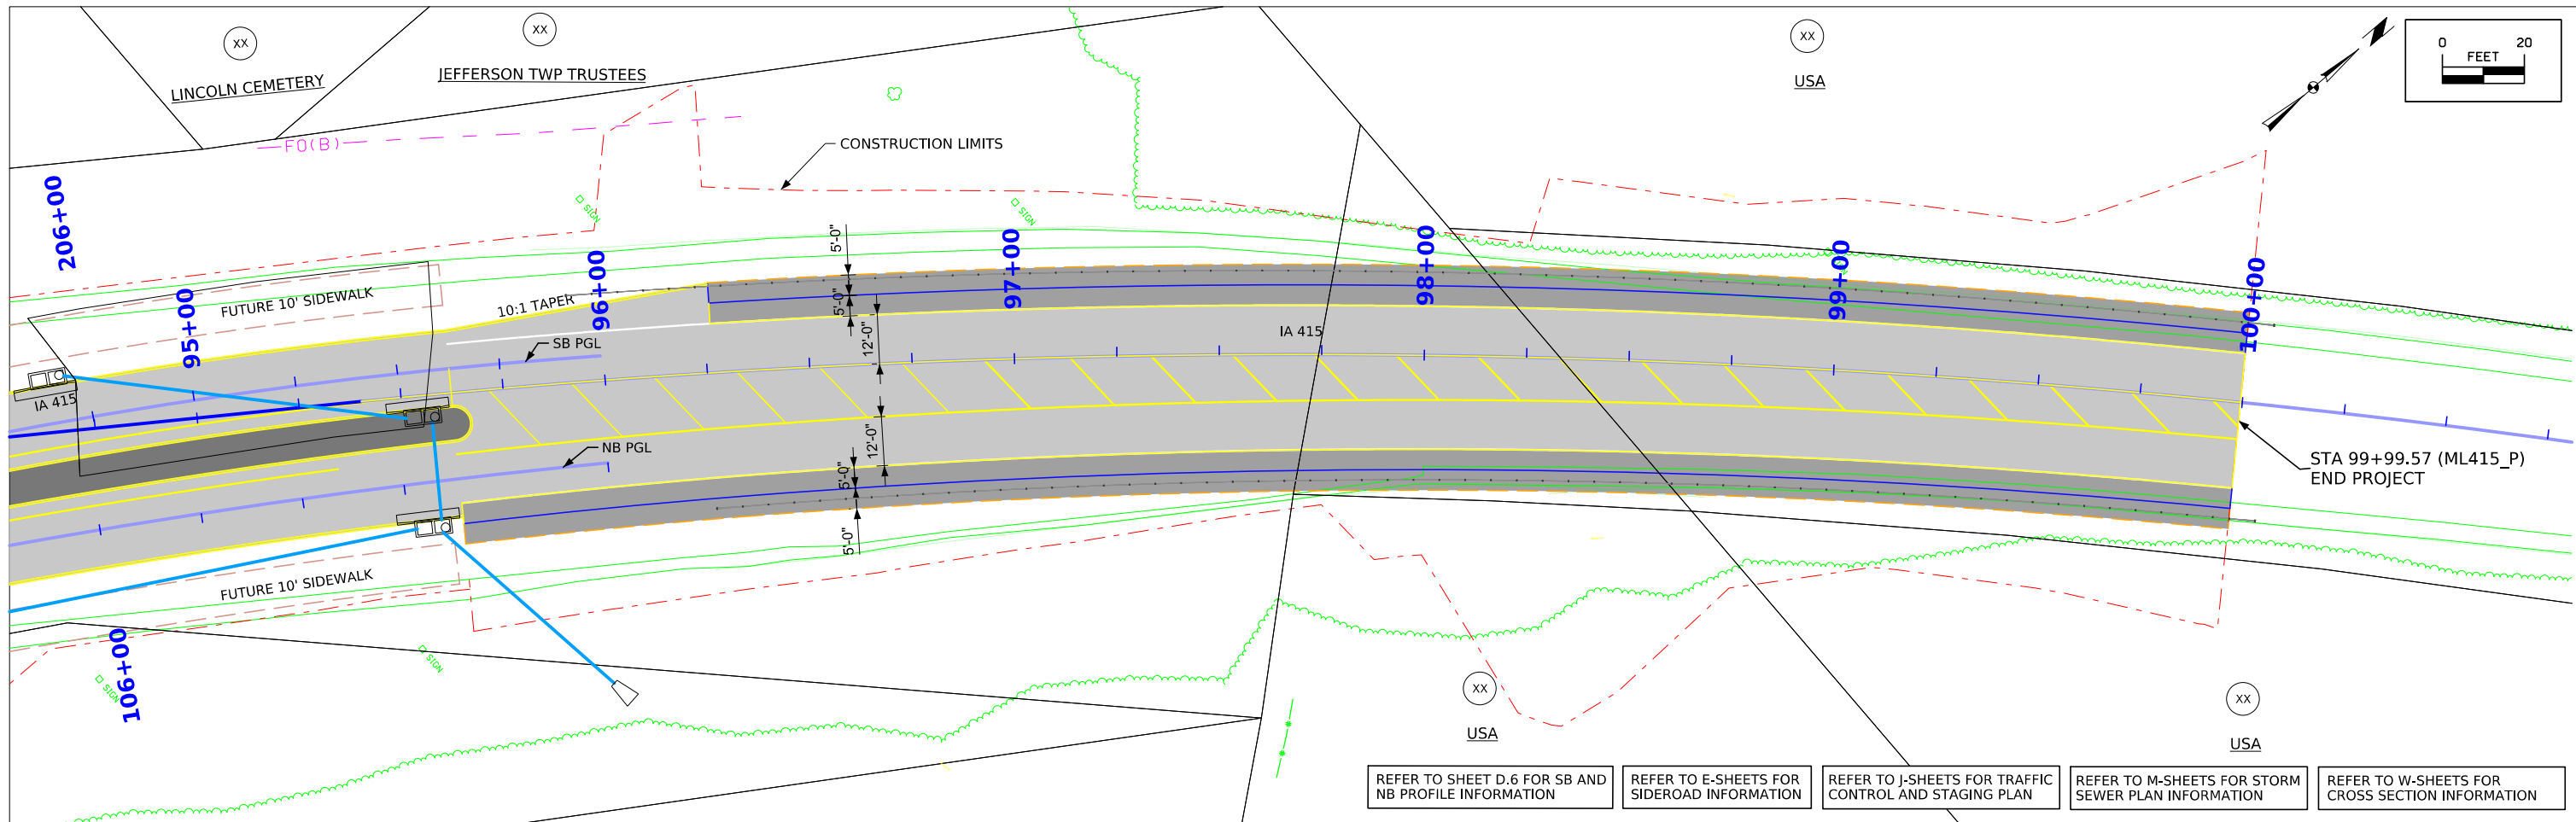 XX
LINCOLN CEMETERY
XX
JEFFERSON TWP TRUSTEES
XX
USA
0 20
FEET
FO(B)
CONSTRUCTION LIMITS
206+00
SIGN
SIGN
5'-0"
5'-0"
12'-0"
12'-0"
5'-0"
5'-0"
95+00
96+00
97+00
98+00
99+00
100+00
FUTURE 10' SIDEWALK
10:1 TAPER
SB PGL
IA 415
IA 415
NB PGL
STA 99+99.57 (ML415_P)
END PROJECT
FUTURE 10' SIDEWALK
106+00
SIGN
SIGN
XX
USA
XX
USA
REFER TO SHEET D.6 FOR SB AND
NB PROFILE INFORMATION
REFER TO E-SHEETS FOR
SIDEROAD INFORMATION
REFER TO J-SHEETS FOR TRAFFIC
CONTROL AND STAGING PLAN
REFER TO M-SHEETS FOR STORM
SEWER PLAN INFORMATION
REFER TO W-SHEETS FOR
CROSS SECTION INFORMATION